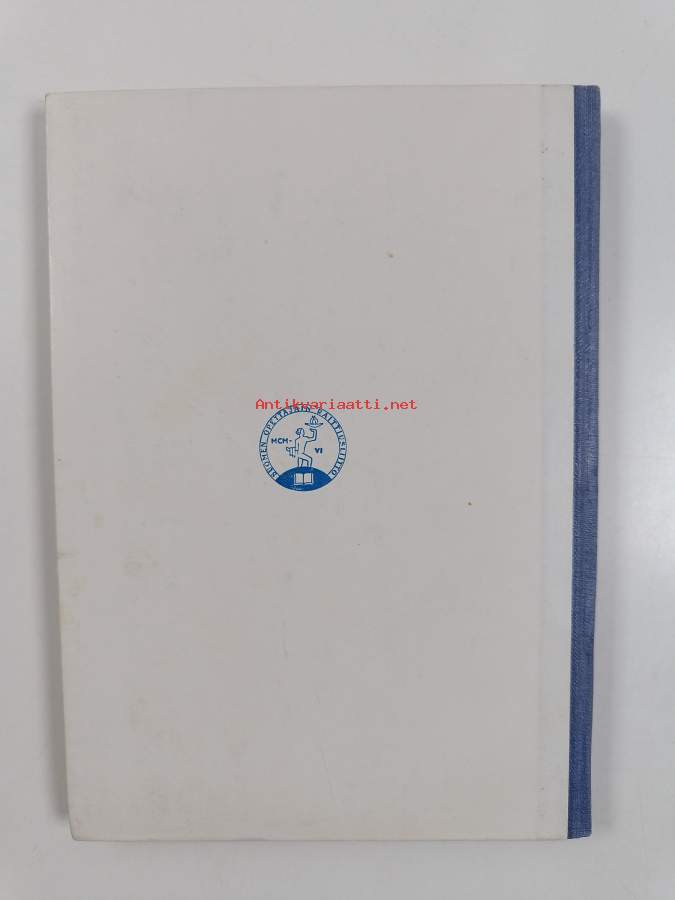 Antikvariaatti.net
SUOMEN OPETTAJAIN RAITTIUSLIITTO
MCM-
VI